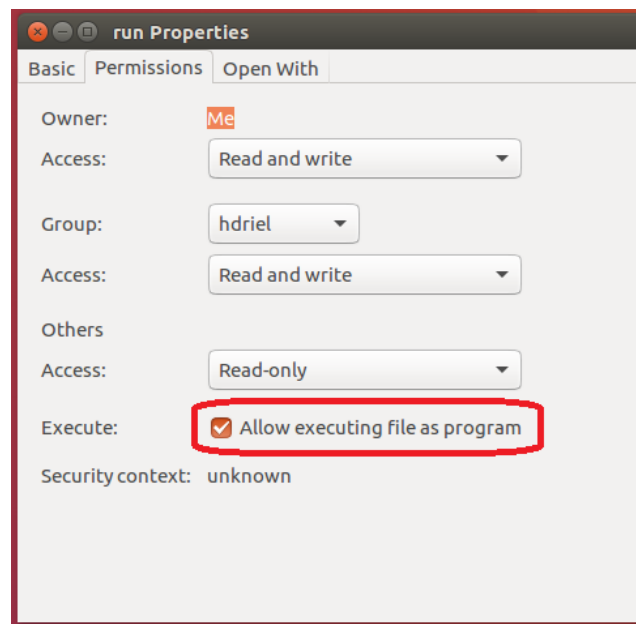 run Properties
Basic Permissions Open With
Owner: Me
Access: Read and write
Group: hdriel
Access: Read and write
Others
Access: Read-only
Execute: Allow executing file as program
Security context: unknown